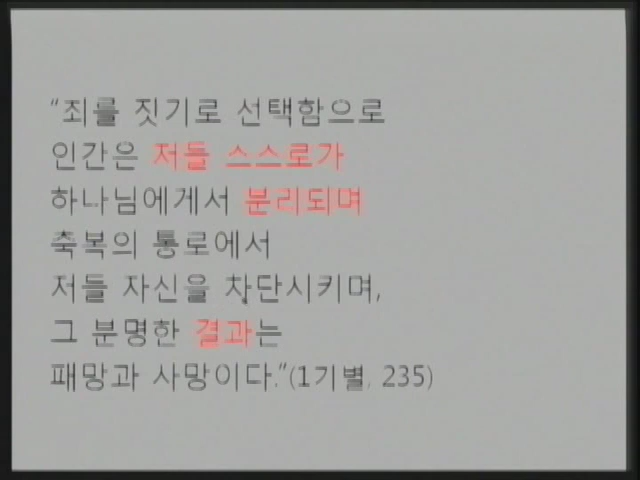 “죄를 짓기로 선택함으로
인간은 저들 스스로가
하나님에게서 분리되며
축복의 통로에서
저들 자신을 차단시키며,
그 분명한 결과는
패망과 사망이다.”(1기별, 235)